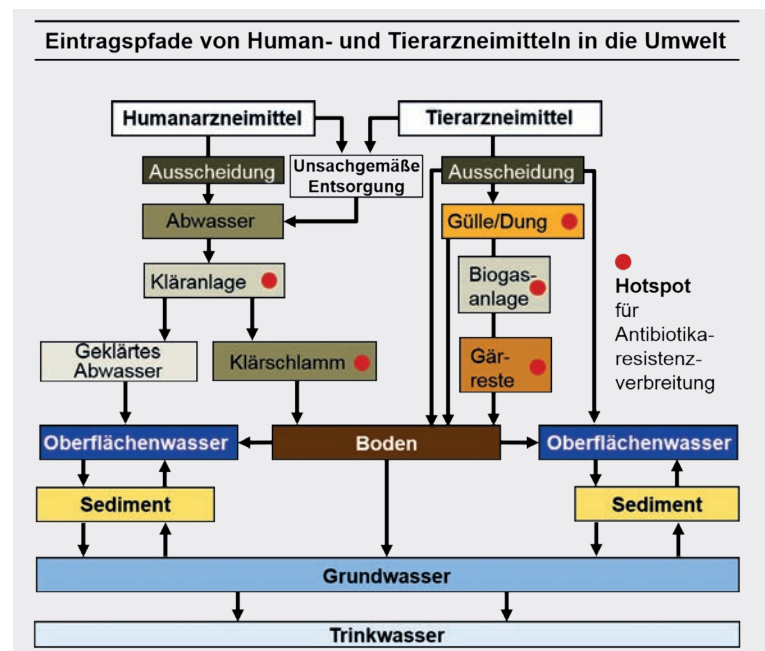 Eintragspfade von Human- und Tierarzneimitteln in die Umwelt
Humanarzneimittel
Tierarzneimittel
Ausscheidung
Unsachgemäße
Entsorgung
Ausscheidung
Abwasser
Gülle/Dung
Kläranlage
Biogas-
anlage
Hotspot
für
Antibiotika-
resistenz-
verbreitung
Geklärtes
Abwasser
Klärschlamm
Gär-
reste
Oberflächenwasser
Boden
Oberflächenwasser
Sediment
Sediment
Grundwasser
Trinkwasser